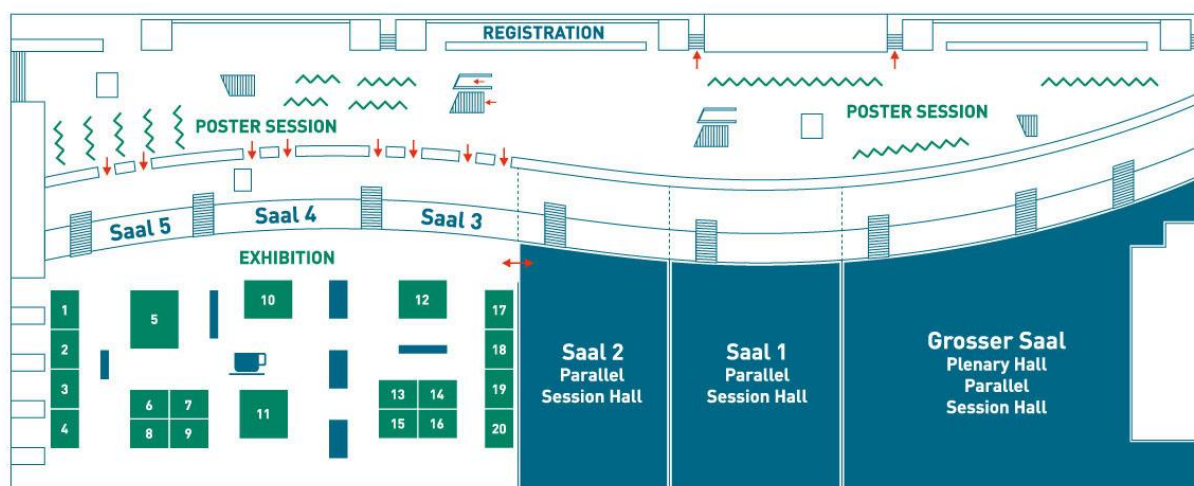 REGISTRATION
POSTER SESSION
POSTER SESSION
Saal 5
Saal 4
Saal 3
EXHIBITION
1
2
3
4
5
6
7
8
9
10
11
12
13
14
15
16
17
18
19
20
Saal 2
Parallel
Session Hall
Saal 1
Parallel
Session Hall
Grosser Saal
Plenary Hall
Parallel
Session Hall